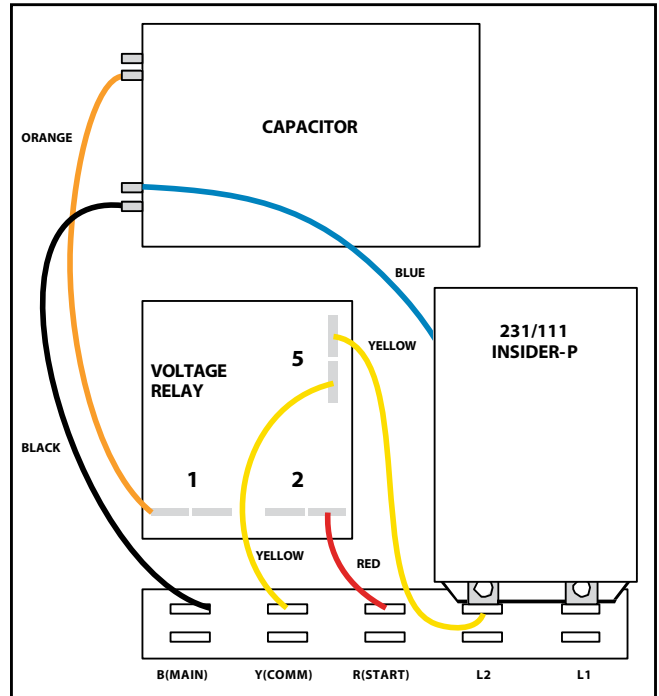 CAPACITOR
ORANGE
BLUE
231/111
INSIDER-P
YELLOW
5
VOLTAGE
RELAY
BLACK
1
2
YELLOW
RED
B(MAIN)
Y(COMM)
R(START)
L2
L1